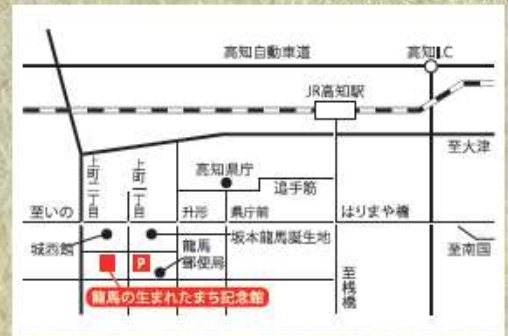 高知自動車道
高知I.C
JR高知駅
至大津
上町二丁目
上町一丁目
高知県庁
追手筋
至いの
升形
県庁前
はりまや橋
城西館
坂本龍馬誕生地
至南国
龍馬
郵便局
P
至桟橋
龍馬の生まれたまち記念館